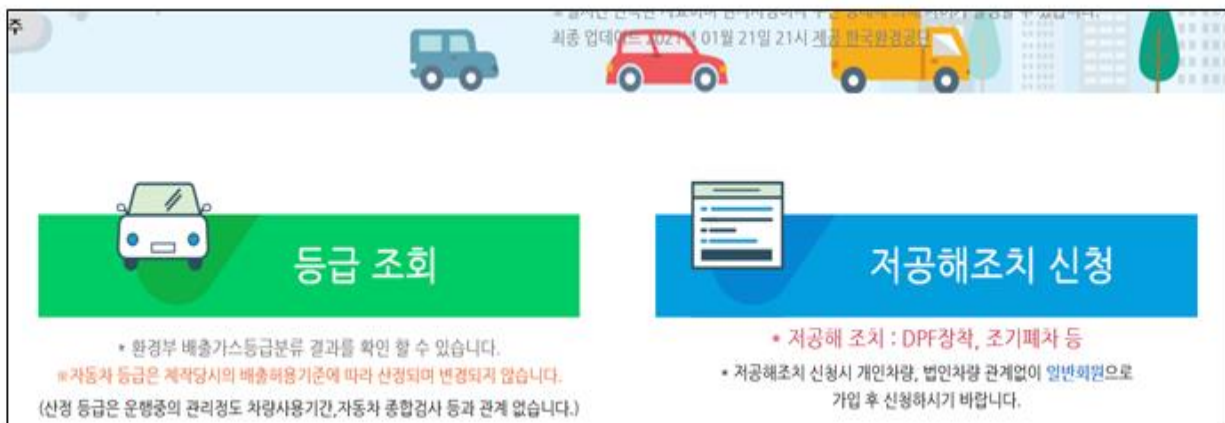 주
최종 업데이트 2021년 01월 21일 21시 제공 한국환경공단
등급 조회
* 환경부 배출가스등급분류 결과를 확인 할 수 있습니다.
※자동차 등급은 제작당시의 배출허용기준에 따라 산정되며 변경되지 않습니다.
(산정 등급은 운행중의 관리정도 차량사용기간,자동차 종합검사 등과 관계 없습니다.)
저공해조치 신청
* 저공해 조치 : DPF장착, 조기폐차 등
* 저공해조치 신청시 개인차량, 법인차량 관계없이 일반회원으로
가입 후 신청하시기 바랍니다.